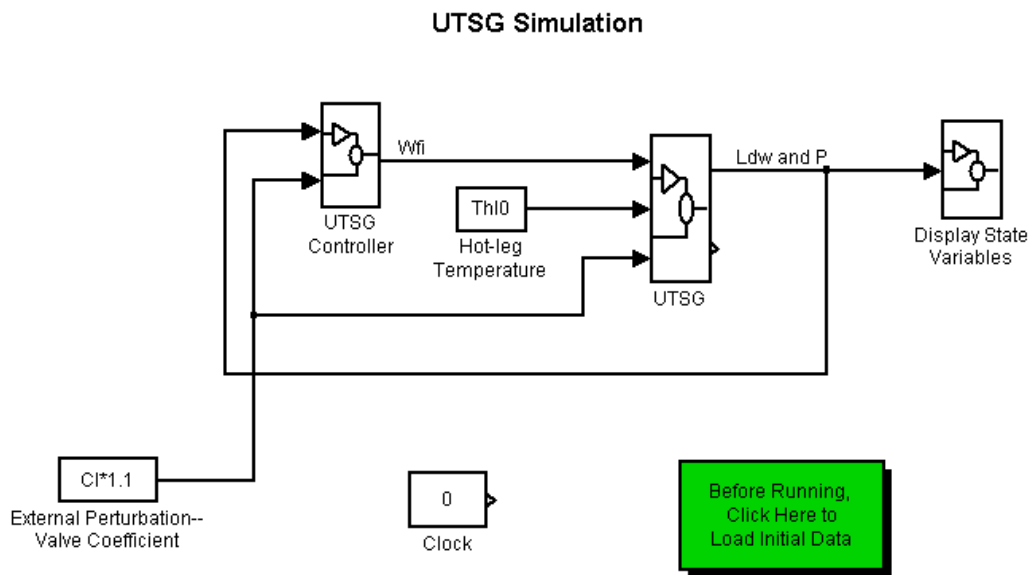 UTSG Simulation
Wfi
UTSG
Controller
Thl0
Hot-leg
Temperature
Ldw and P
UTSG
Display State
Variables
Cl*1.1
External Perturbation--
Valve Coefficient
0
Clock
Before Running,
Click Here to
Load Initial Data